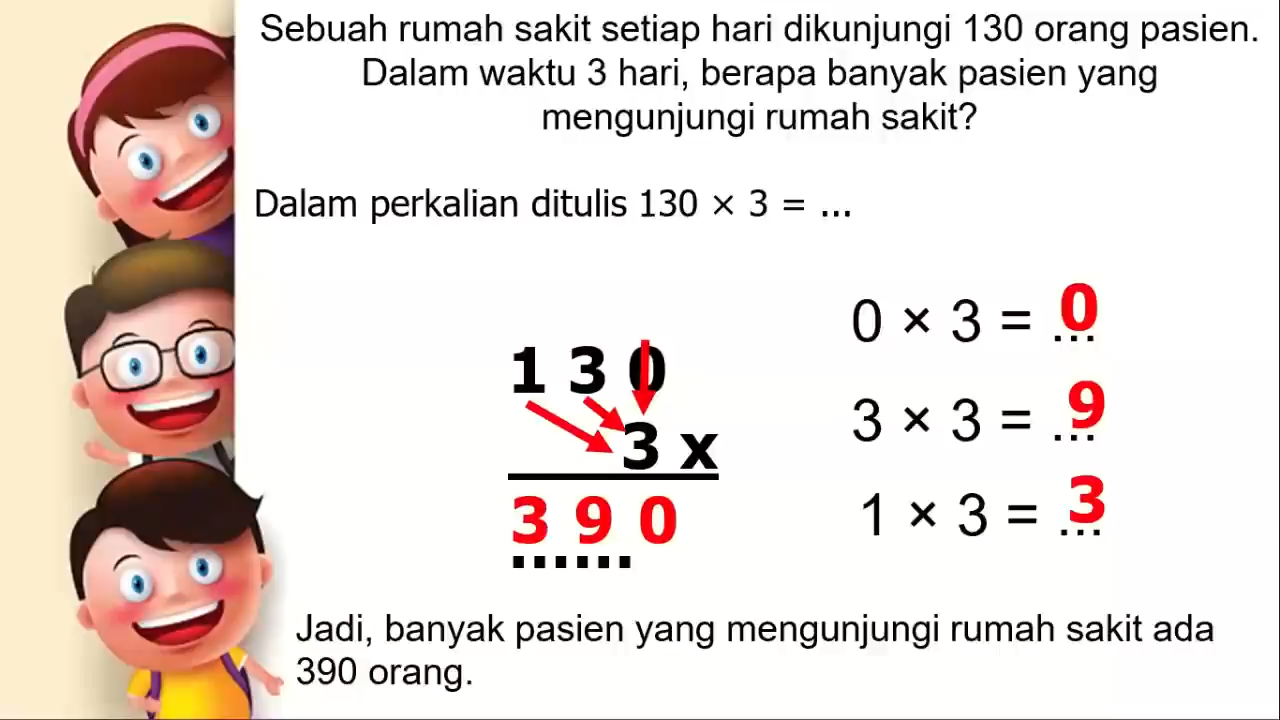 Sebuah rumah sakit setiap hari dikunjungi 130 orang pasien.
Dalam waktu 3 hari, berapa banyak pasien yang
mengunjungi rumah sakit?
Dalam perkalian ditulis 130 × 3 = ...
1 3 0
3 x
3 9 0
......
0 × 3 = 0
...
3 × 3 = 9
...
1 × 3 = 3
...
Jadi, banyak pasien yang mengunjungi rumah sakit ada
390 orang.